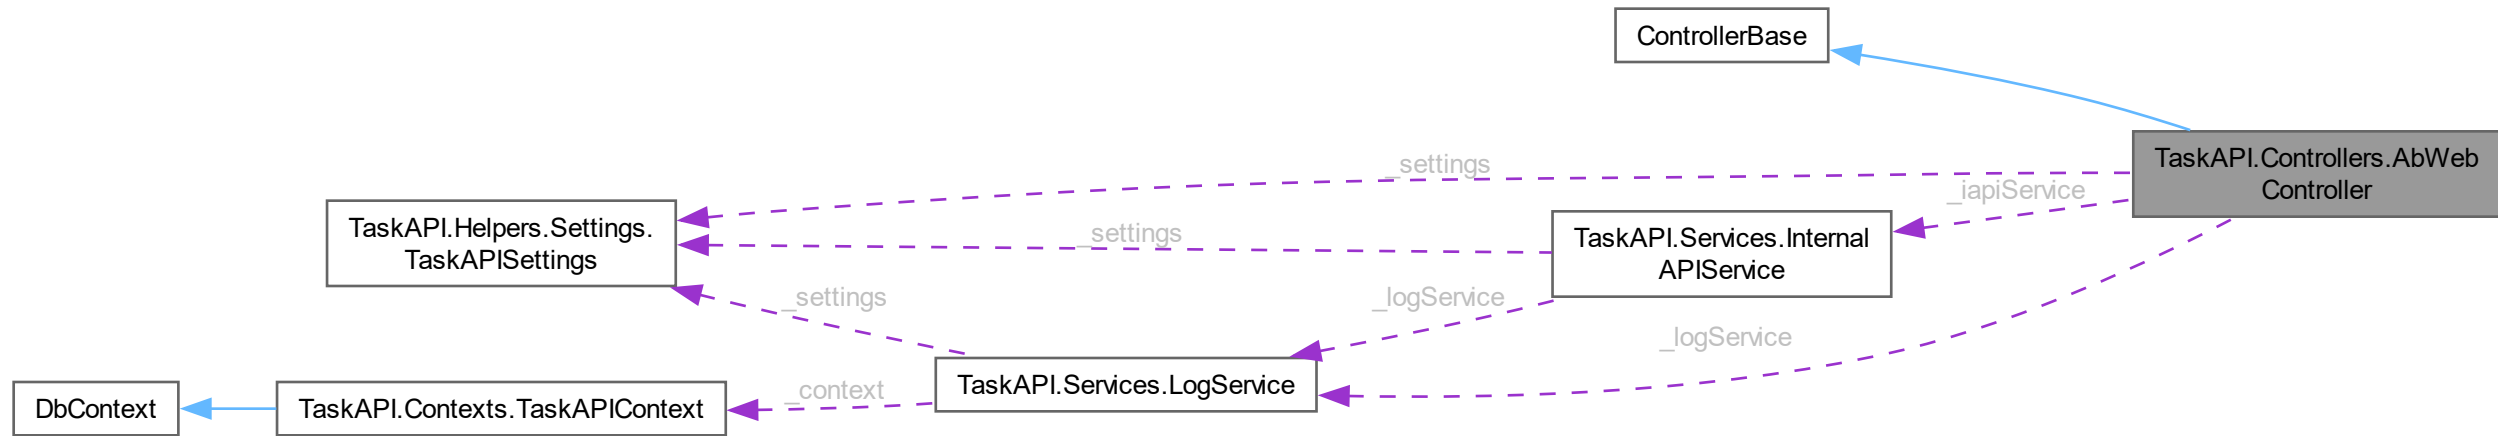 ControllerBase
TaskAPI.Controllers.AbWeb
Controller
_settings
_iapiService
TaskAPI.Helpers.Settings.
TaskAPISettings
_settings
TaskAPI.Services.Internal
APIService
_settings
_logService
_logService
TaskAPI.Services.LogService
_context
DbContext
TaskAPI.Contexts.TaskAPIContext